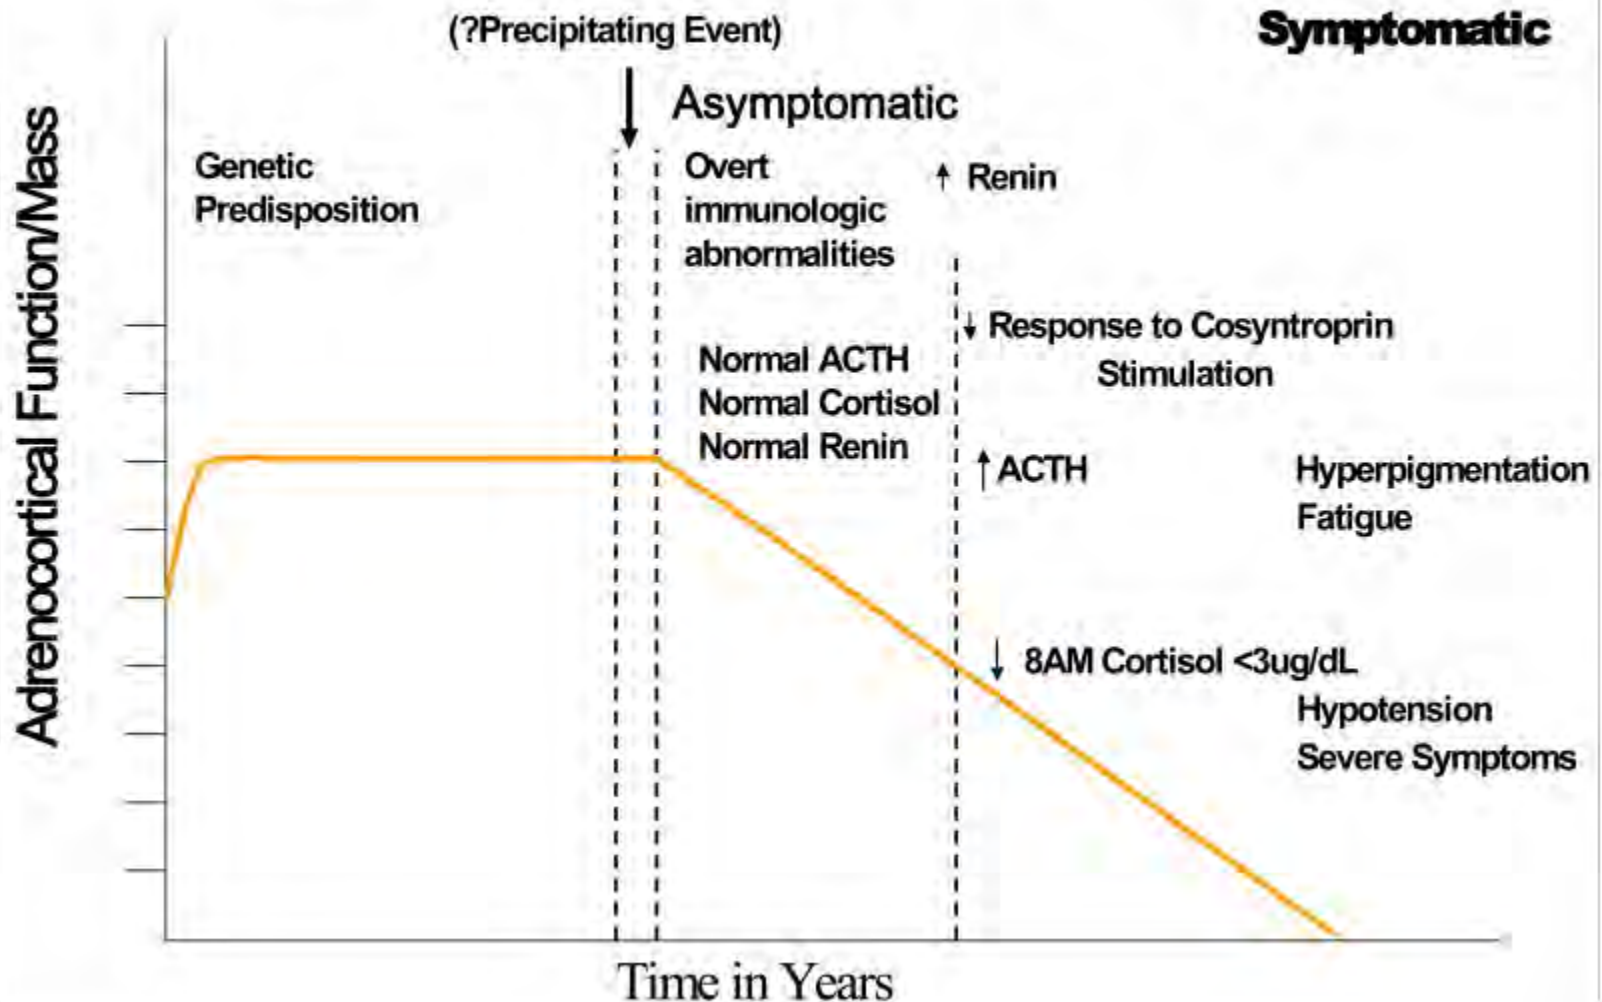 (?Precipitating Event)
Symptomatic
Asymptomatic
Genetic
Predisposition
Overt
immunologic
abnormalities
↑ Renin
↓ Response to Cosyntroprin
Stimulation
Normal ACTH
Normal Cortisol
Normal Renin
↑ACTH
Hyperpigmentation
Fatigue
↓ 8AM Cortisol <3ug/dL
Hypotension
Severe Symptoms
Adrenocortical Function/Mass
Time in Years